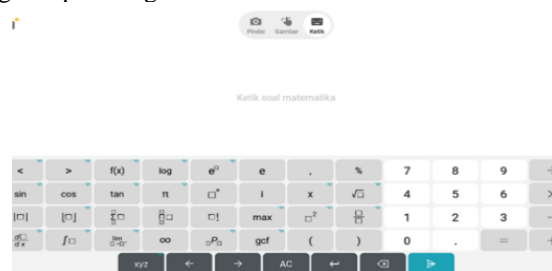 Pindai Gambar Ketik
Ketik soal matematika
< > f(x) log e□ e , % 7 8 9 ÷
sin cos tan π □° i x √□ 4 5 6
|□| [□] □! max □² 1 2 3 −
∫□ ∞ □P□ gcf ( ) 0 . = +
xyz ← → AC ↵